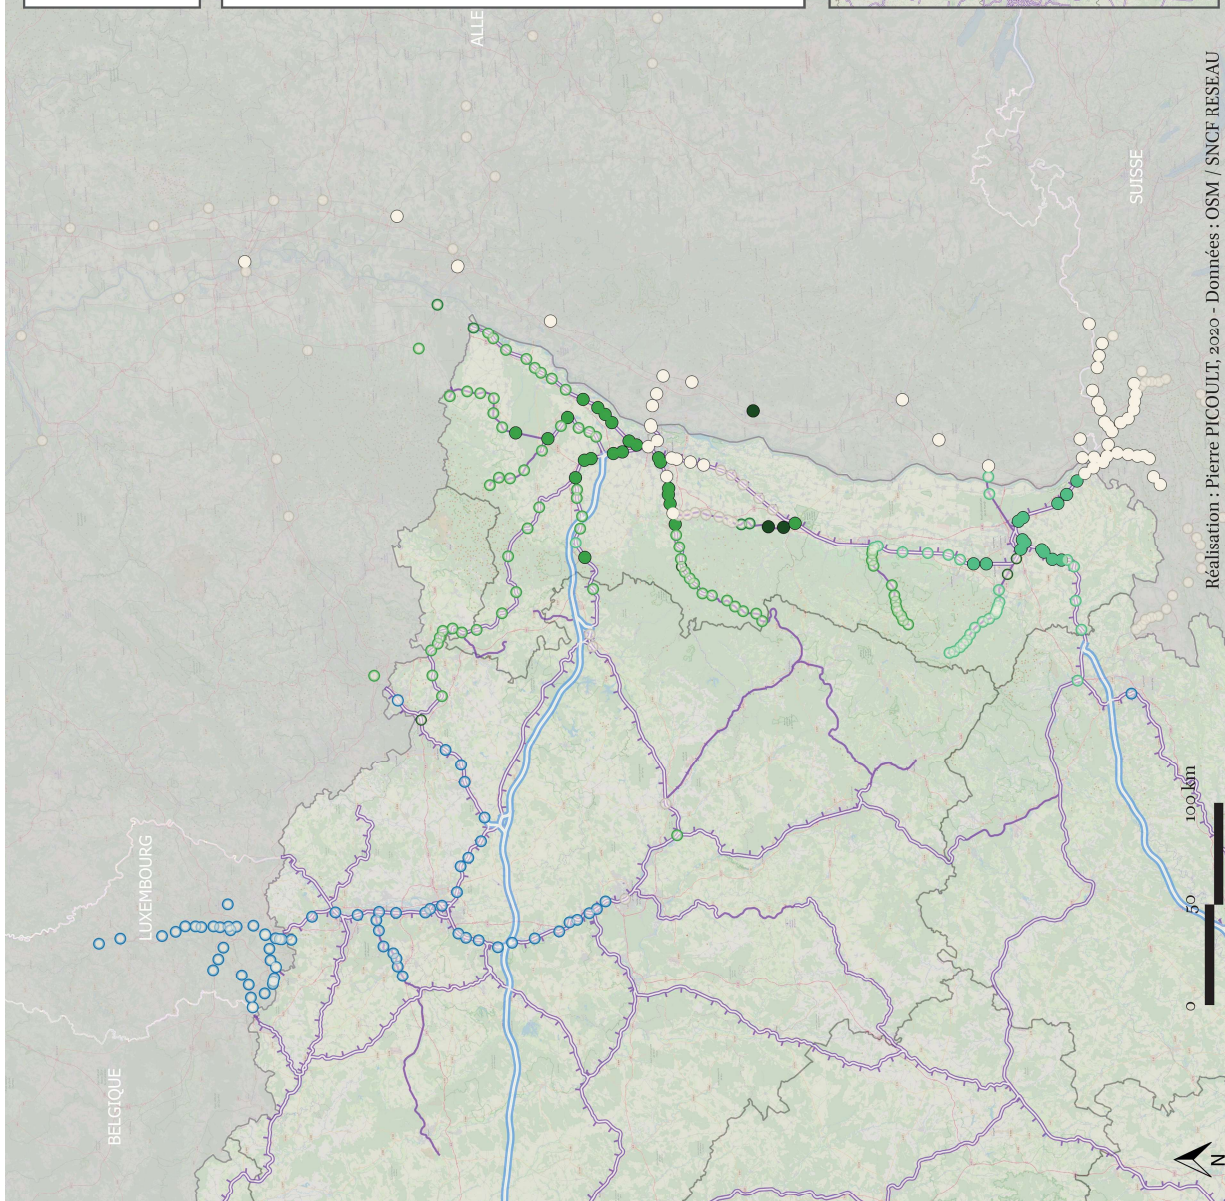 ALLE
LUXEMBOURG
BELGIQUE
SUISSE
0 50 100 km
N
Réalisation : Pierre PICOULT, 2020 - Données : OSM / SNCF RESEAU